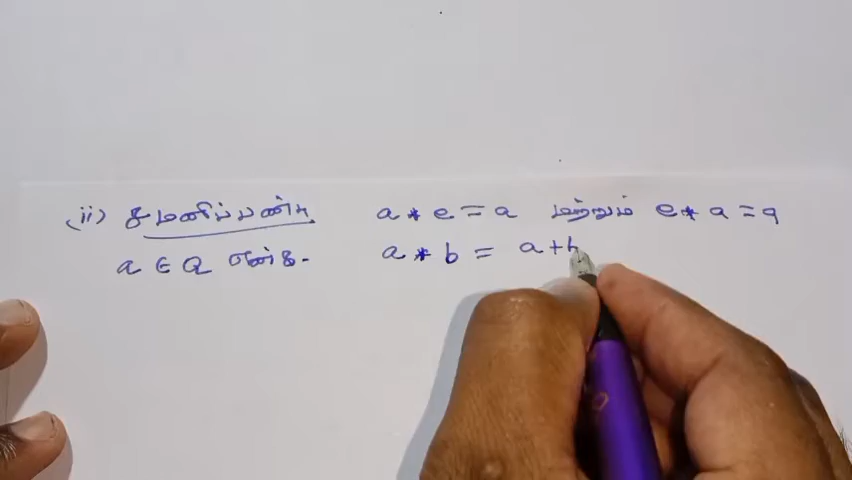 (ii) சமனிப்பண்பு a * e = a மற்றும் e * a = a
a ∈ Q என்க. a * b = a+b